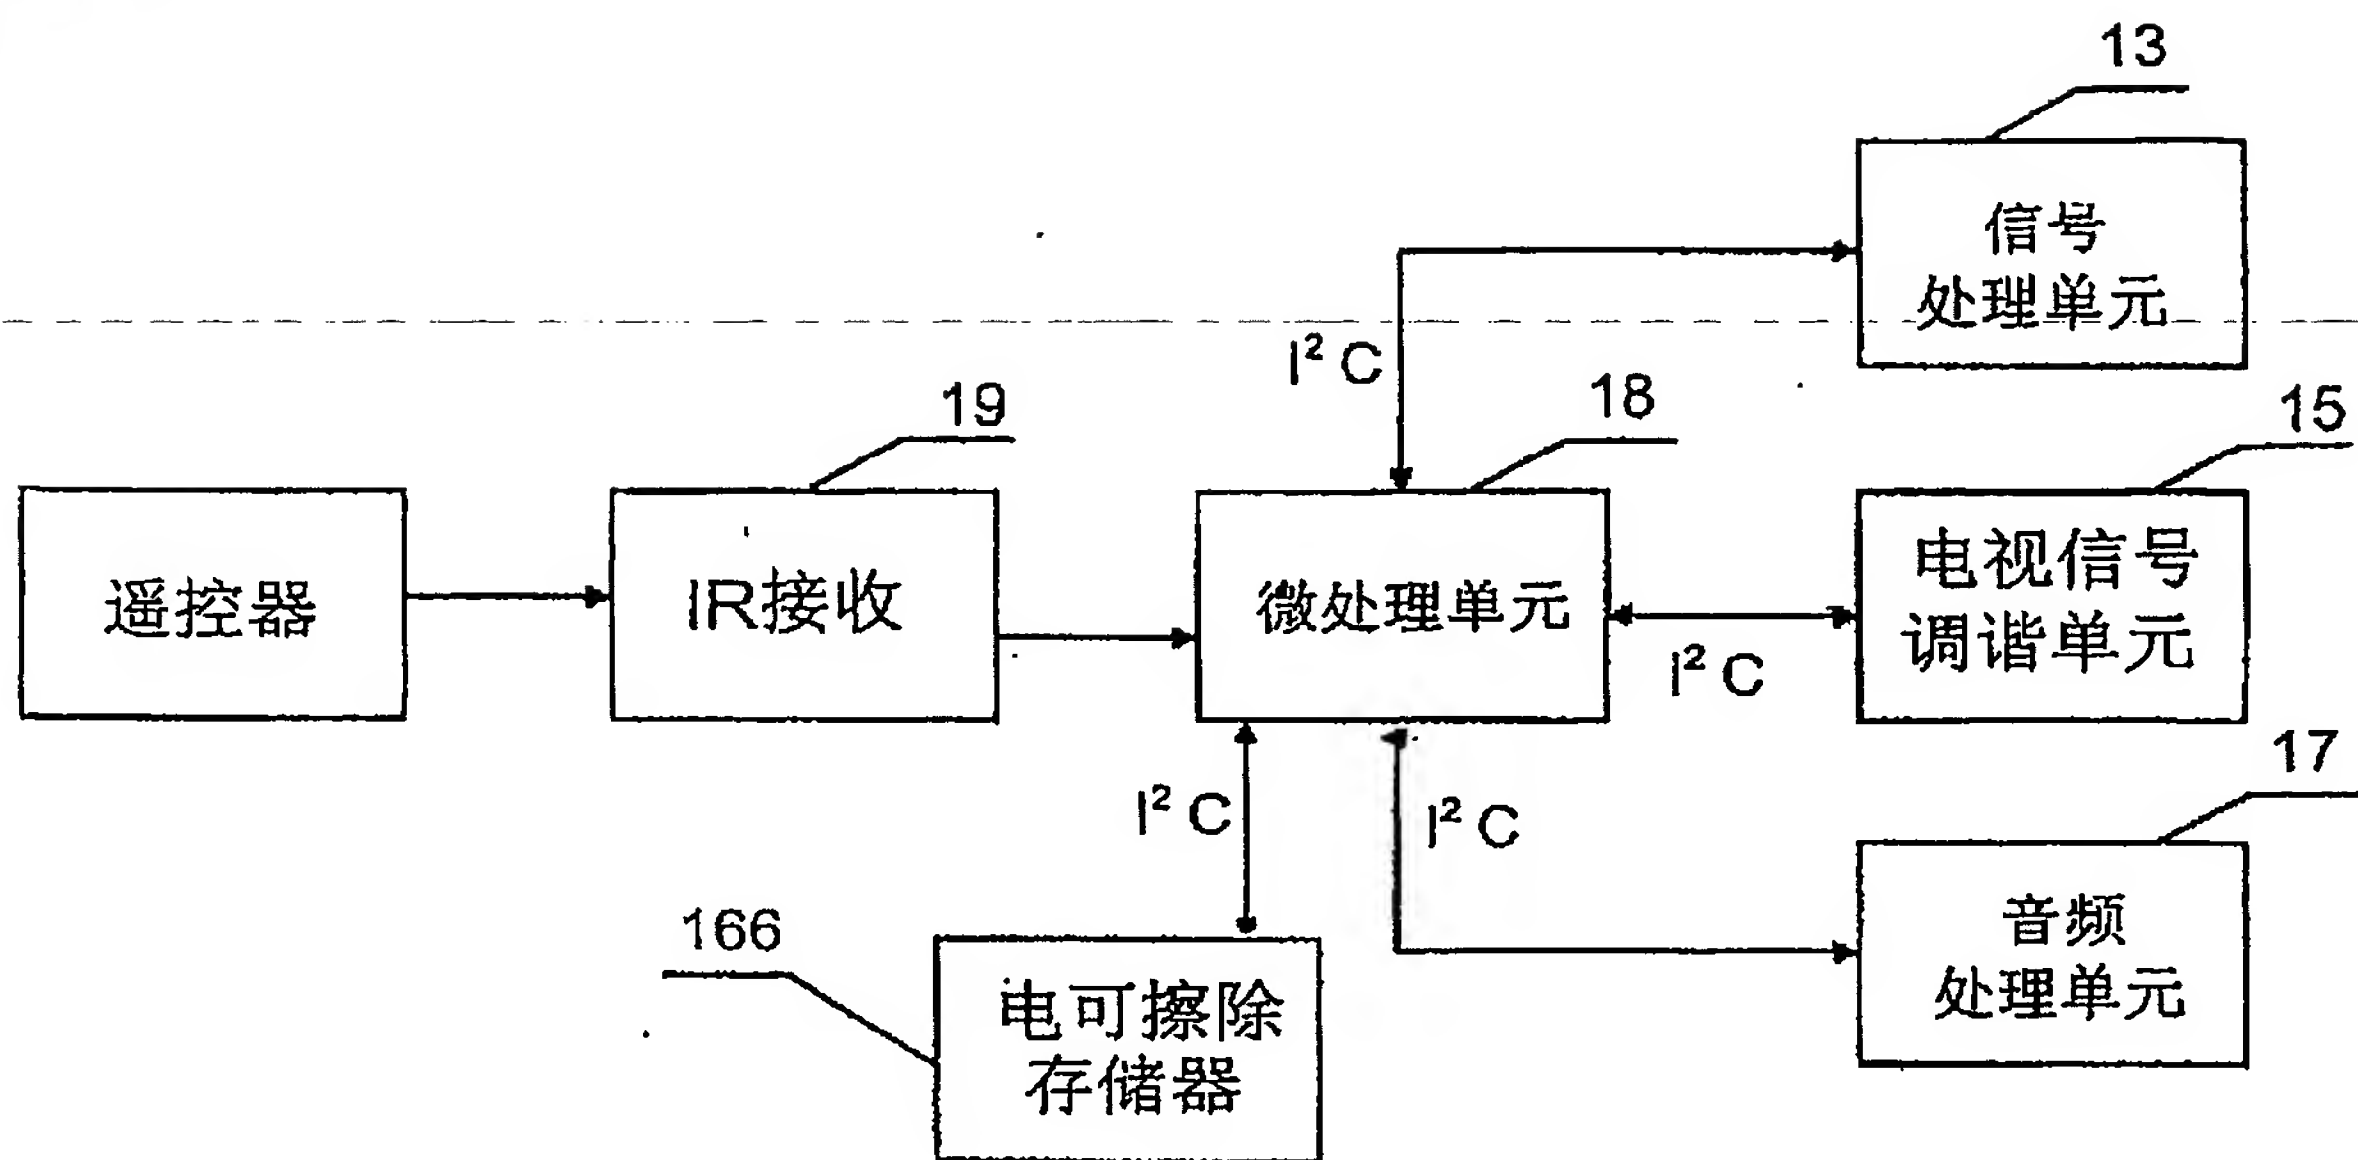 13
信号
处理单元
I² C
19
18
15
遥控器
IR接收
微处理单元
电视信号
调谐单元
I² C
17
I² C
I² C
166
音频
处理单元
电可擦除
存储器